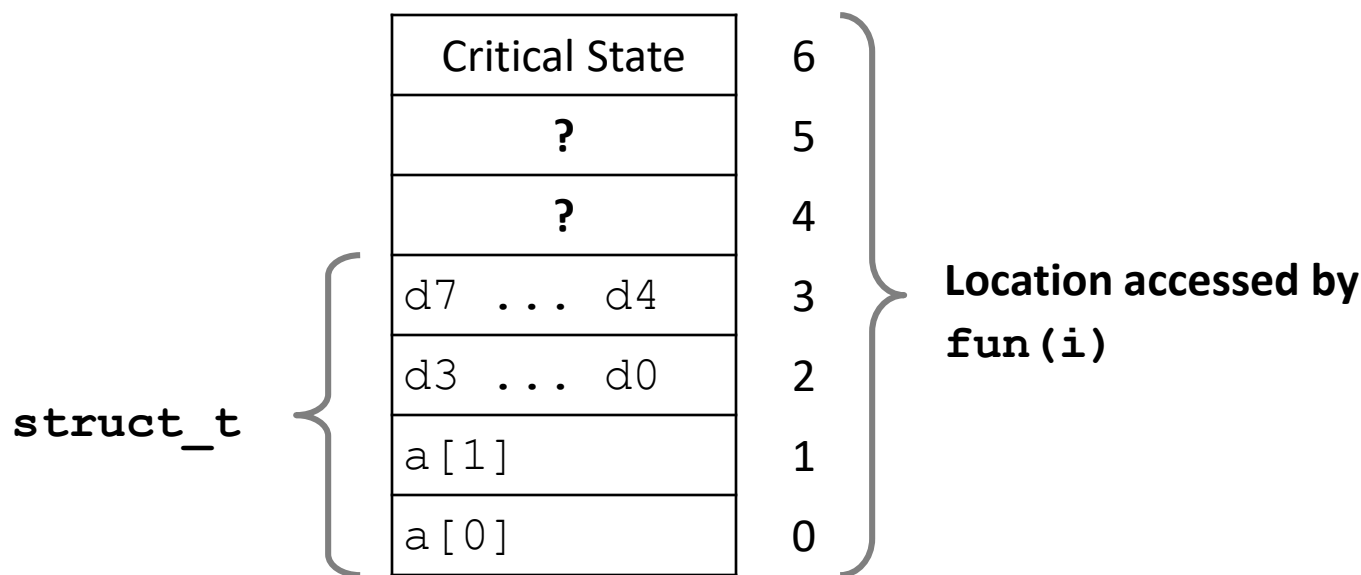 Critical State 6
? 5
? 4
d7 ... d4 3
d3 ... d0 2
a[1] 1
a[0] 0
struct_t
Location accessed by
fun(i)